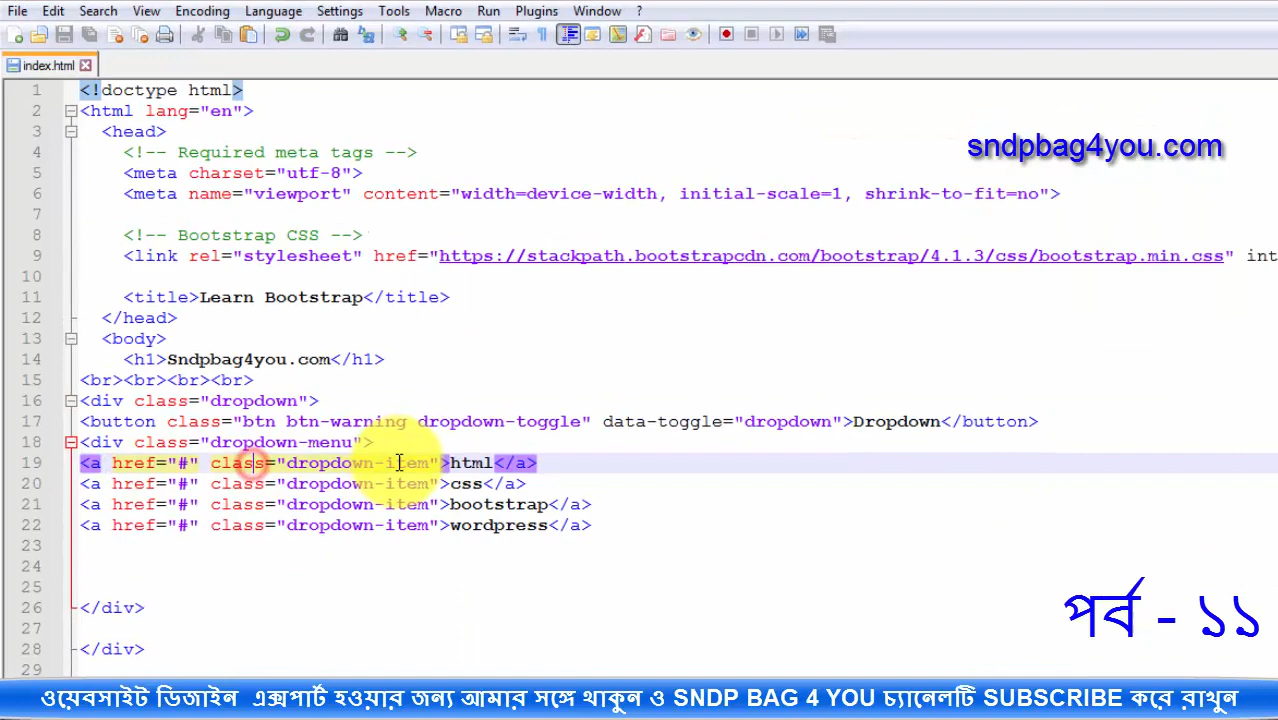 File Edit Search View Encoding Language Settings Tools Macro Run Plugins Window ?
index.html
1 <!doctype html>
2 <html lang="en">
3 <head>
4 <!-- Required meta tags -->
5 <meta charset="utf-8">
6 <meta name="viewport" content="width=device-width, initial-scale=1, shrink-to-fit=no">
7
8 <!-- Bootstrap CSS -->
9 <link rel="stylesheet" href="https://stackpath.bootstrapcdn.com/bootstrap/4.1.3/css/bootstrap.min.css" int
10
11 <title>Learn Bootstrap</title>
12 </head>
13 <body>
14 <h1>Sndpbag4you.com</h1>
15 <br><br><br><br>
16 <div class="dropdown">
17 <button class="btn btn-warning dropdown-toggle" data-toggle="dropdown">Dropdown</button>
18 <div class="dropdown-menu">
19 <a href="#" class="dropdown-item">html</a>
20 <a href="#" class="dropdown-item">css</a>
21 <a href="#" class="dropdown-item">bootstrap</a>
22 <a href="#" class="dropdown-item">wordpress</a>
23
24
25
26 </div>
27
28 </div>
29
sndpbag4you.com
পর্ব - ১১
ওয়েবসাইট ডিজাইন এক্সপার্ট হওয়ার জন্য আমার সঙ্গে থাকুন ও SNDP BAG 4 YOU চ্যানেলটি SUBSCRIBE করে রাখুন